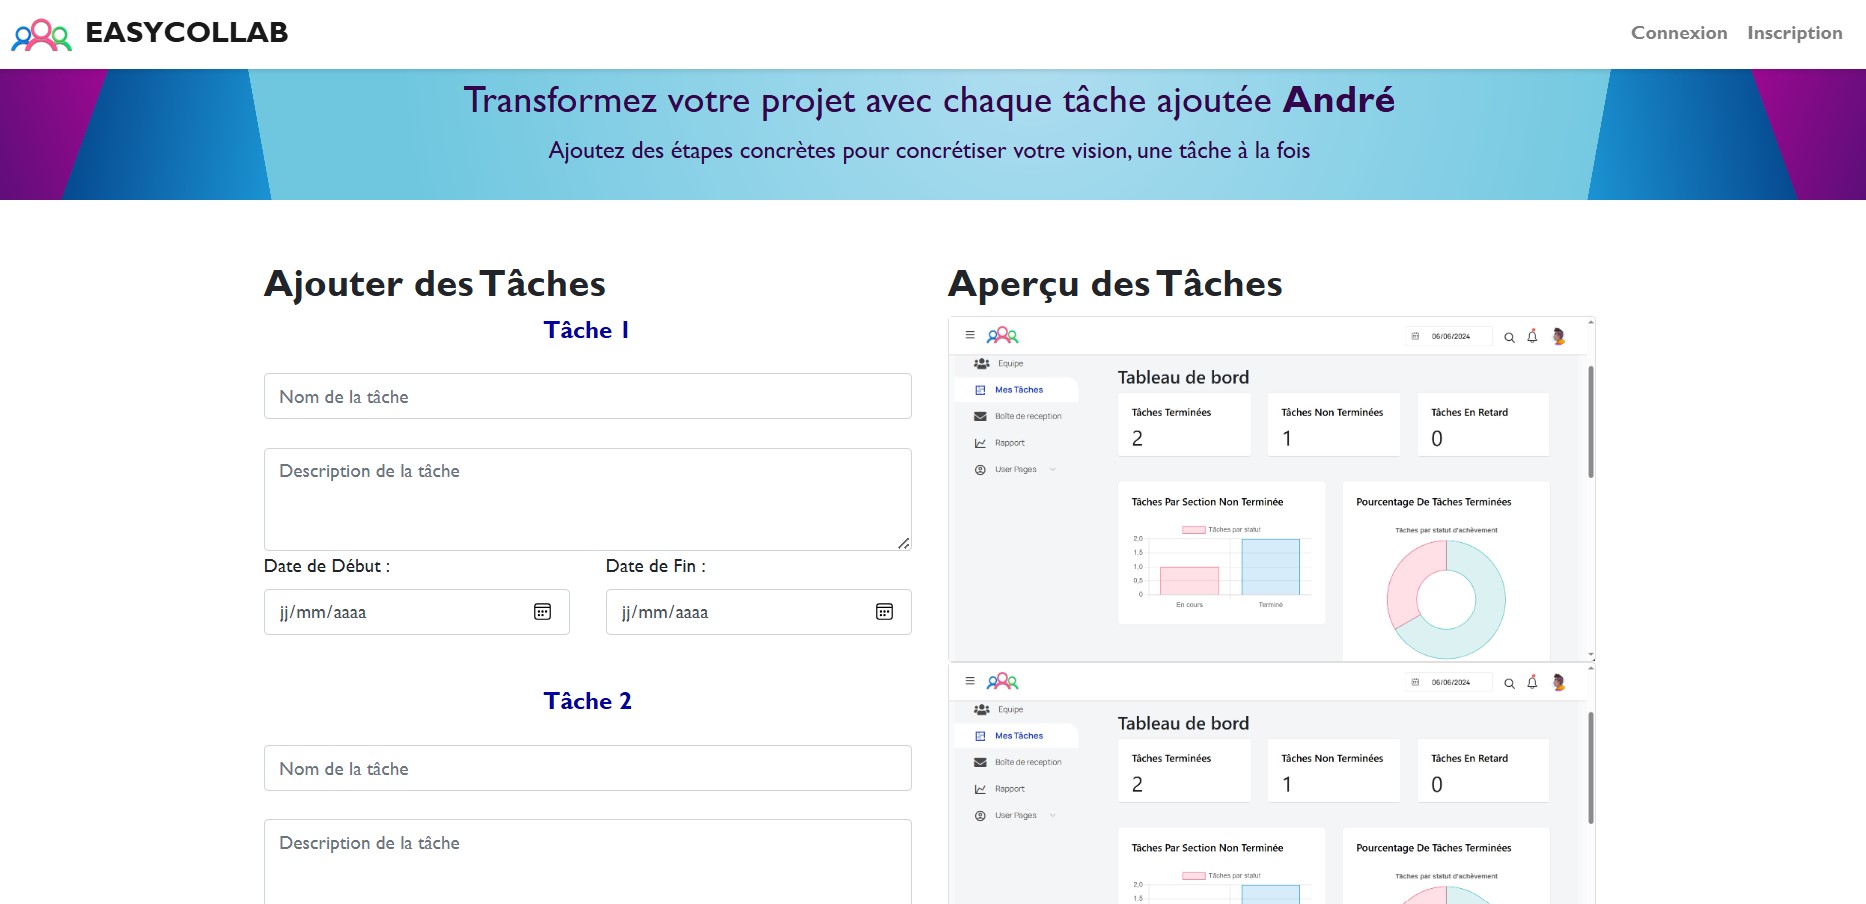 EASYCOLLAB
Connexion Inscription
Transformez votre projet avec chaque tâche ajoutée André
Ajoutez des étapes concrètes pour concrétiser votre vision, une tâche à la fois
Ajouter des Tâches
Tâche 1
Nom de la tâche
Description de la tâche
Date de Début :
Date de Fin :
jj/mm/aaaa
jj/mm/aaaa
Tâche 2
Nom de la tâche
Description de la tâche
Aperçu des Tâches
06/06/2024
Equipe
Mes Tâches
Boîte de reception
Rapport
User Pages
Tableau de bord
Tâches Terminées
2
Tâches Non Terminées
1
Tâches En Retard
0
Tâches Par Section Non Terminée
Tâches par statut
2,0
1,5
1,0
0,5
0
En cours
Terminé
Pourcentage De Tâches Terminées
Tâches par statut d'achèvement
06/06/2024
Equipe
Mes Tâches
Boîte de reception
Rapport
User Pages
Tableau de bord
Tâches Terminées
2
Tâches Non Terminées
1
Tâches En Retard
0
Tâches Par Section Non Terminée
Tâches par statut
2,0
1,5
Pourcentage De Tâches Terminées
Tâches par statut d'achèvement